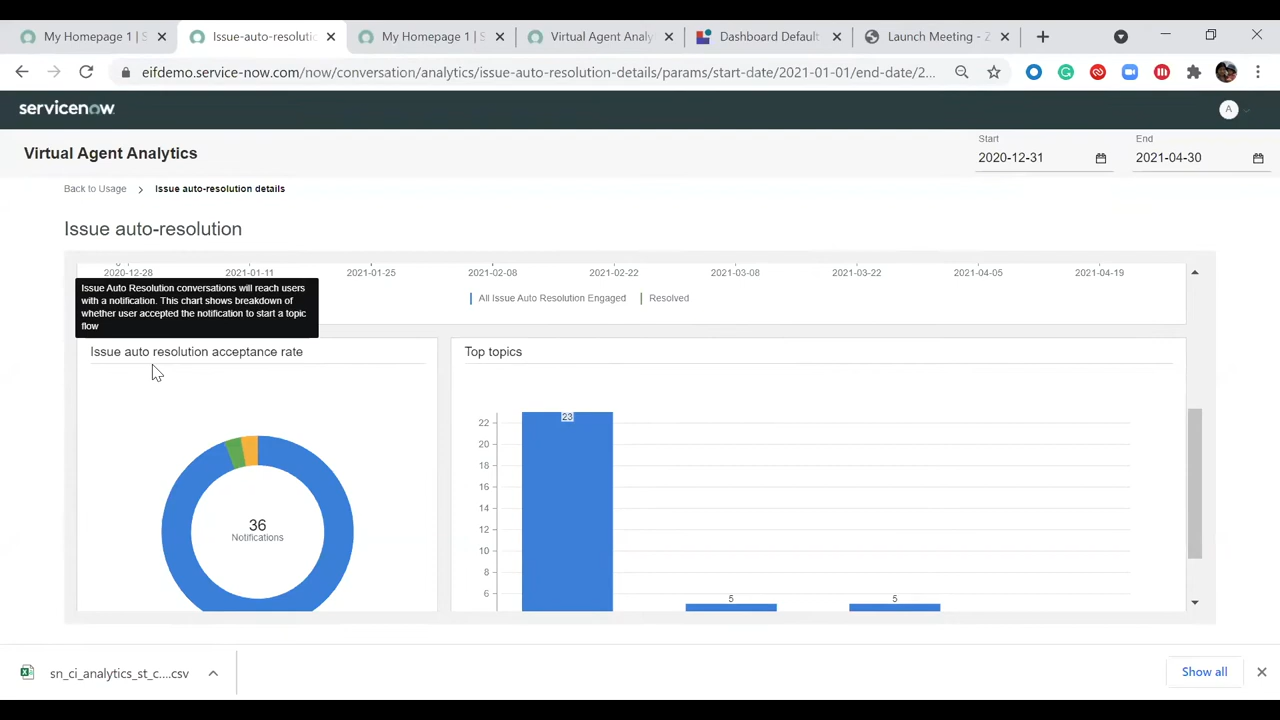 My Homepage 1 | S
Issue-auto-resolutio
My Homepage 1 | S
Virtual Agent Analy
Dashboard Default
Launch Meeting - Z
eifdemo.service-now.com/now/conversation/analytics/issue-auto-resolution-details/params/start-date/2021-01-01/end-date/2...
servicenow
A
Virtual Agent Analytics
Start
2020-12-31
End
2021-04-30
Back to Usage
Issue auto-resolution details
Issue auto-resolution
2020-12-28 2021-01-11 2021-01-25 2021-02-08 2021-02-22 2021-03-08 2021-03-22 2021-04-05 2021-04-19
All Issue Auto Resolution Engaged Resolved
Issue Auto Resolution conversations will reach users
with a notification. This chart shows breakdown of
whether user accepted the notification to start a topic
flow
Issue auto resolution acceptance rate
36
Notifications
Top topics
22
20
18
16
14
12
10
8
6
23
5
5
sn_ci_analytics_st_c....csv
Show all